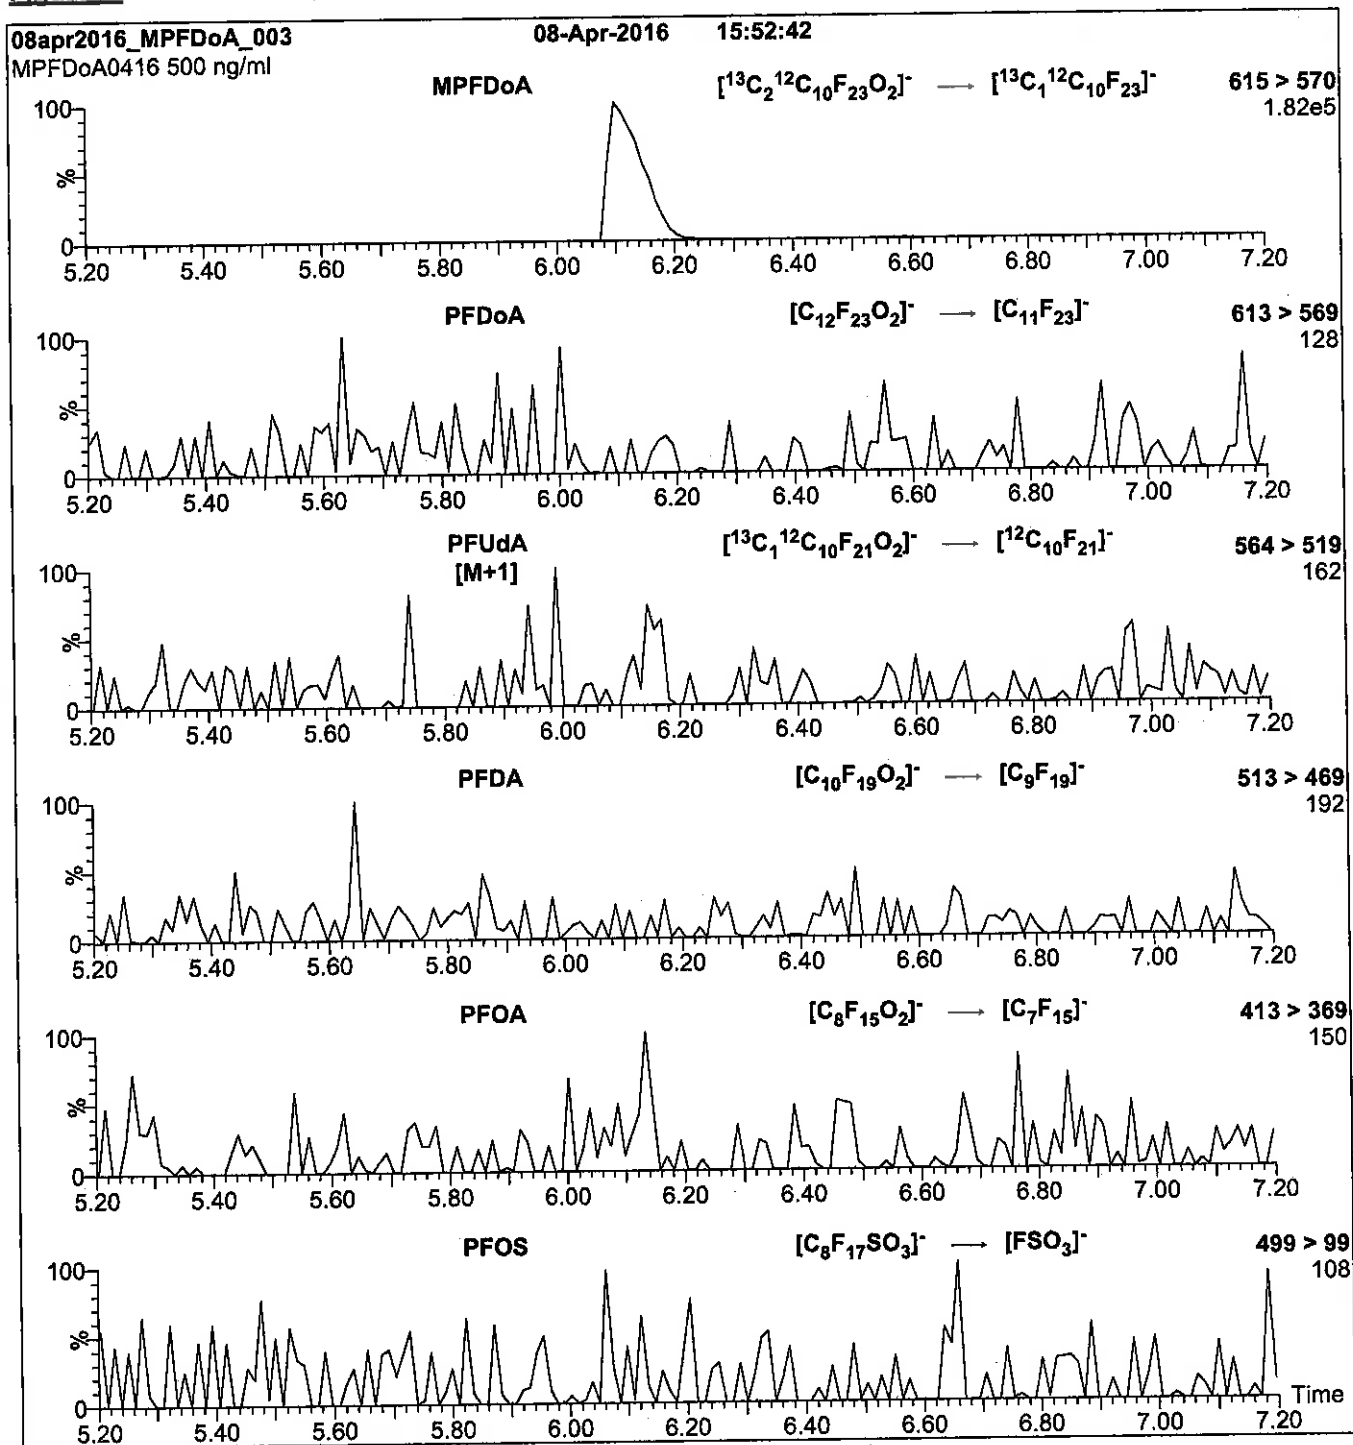 08apr2016_MPFDoA_003 08-Apr-2016 15:52:42
MPFDoA0416 500 ng/ml
MPFDoA [¹³C₂¹²C₁₀F₂₃O₂]⁻ → [¹³C₁¹²C₁₀F₂₃]⁻ 615 > 570
1.82e5
100
%
0
5.20 5.40 5.60 5.80 6.00 6.20 6.40 6.60 6.80 7.00 7.20
PFDoA [C₁₂F₂₃O₂]⁻ → [C₁₁F₂₃]⁻ 613 > 569
128
100
%
0
5.20 5.40 5.60 5.80 6.00 6.20 6.40 6.60 6.80 7.00 7.20
PFUdA [¹³C₁¹²C₁₀F₂₁O₂]⁻ → [¹²C₁₀F₂₁]⁻ 564 > 519
[M+1] 162
100
%
0
5.20 5.40 5.60 5.80 6.00 6.20 6.40 6.60 6.80 7.00 7.20
PFDA [C₁₀F₁₉O₂]⁻ → [C₉F₁₉]⁻ 513 > 469
192
100
%
0
5.20 5.40 5.60 5.80 6.00 6.20 6.40 6.60 6.80 7.00 7.20
PFOA [C₈F₁₅O₂]⁻ → [C₇F₁₅]⁻ 413 > 369
150
100
%
0
5.20 5.40 5.60 5.80 6.00 6.20 6.40 6.60 6.80 7.00 7.20
PFOS [C₈F₁₇SO₃]⁻ → [FSO₃]⁻ 499 > 99
108
100
%
0
Time
5.20 5.40 5.60 5.80 6.00 6.20 6.40 6.60 6.80 7.00 7.20